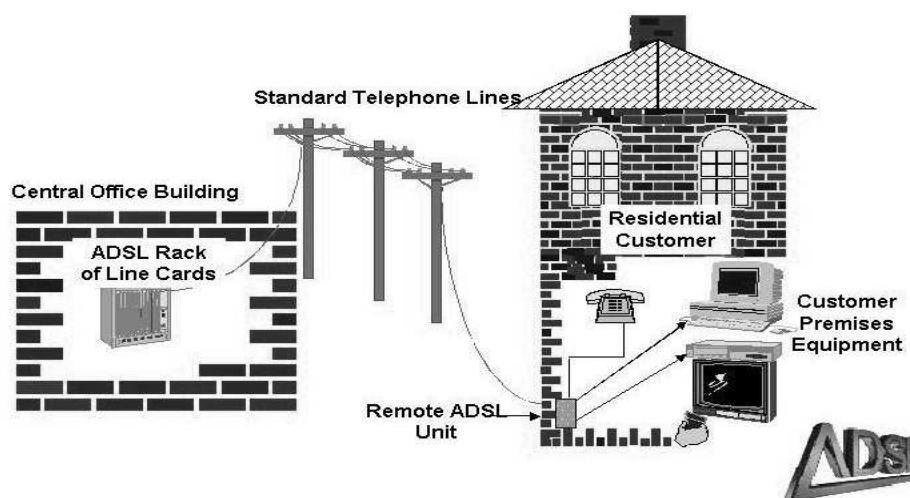 Standard Telephone Lines
Central Office Building
ADSL Rack
of Line Cards
Residential
Customer
Customer
Premises
Equipment
Remote ADSL
Unit
ADSL